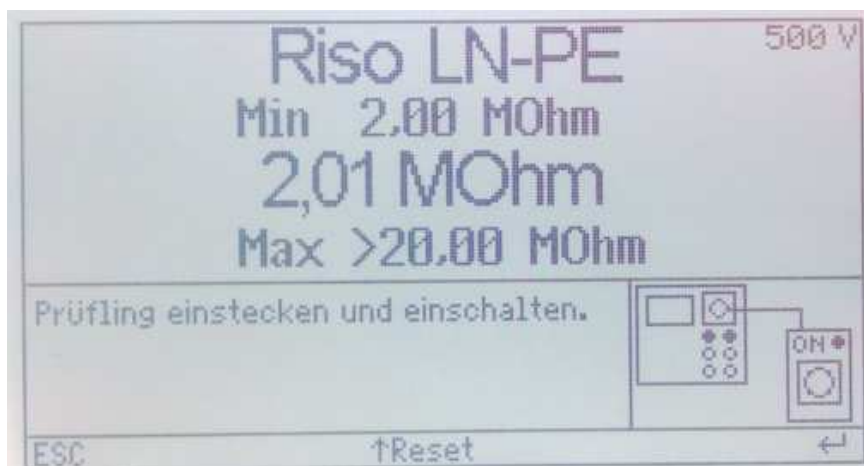 Riso LN-PE 500 V
Min 2,00 MOhm
2,01 MOhm
Max >20,00 MOhm
Prüfling einstecken und einschalten.
ON
ESC ↑Reset ↵